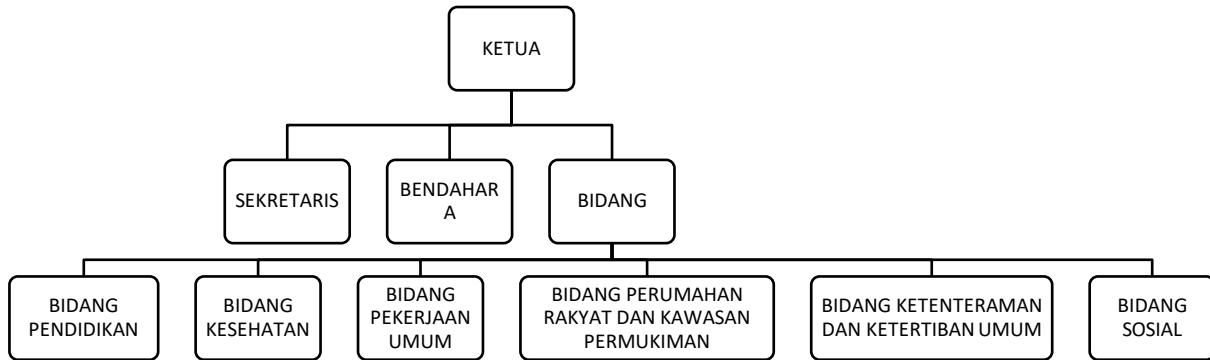 KETUA
SEKRETARIS
BENDAHAR
A
BIDANG
BIDANG
PENDIDIKAN
BIDANG
KESEHATAN
BIDANG
PEKERJAAN
UMUM
BIDANG PERUMAHAN
RAKYAT DAN KAWASAN
PERMUKIMAN
BIDANG KETENTERAMAN
DAN KETERTIBAN UMUM
BIDANG
SOSIAL